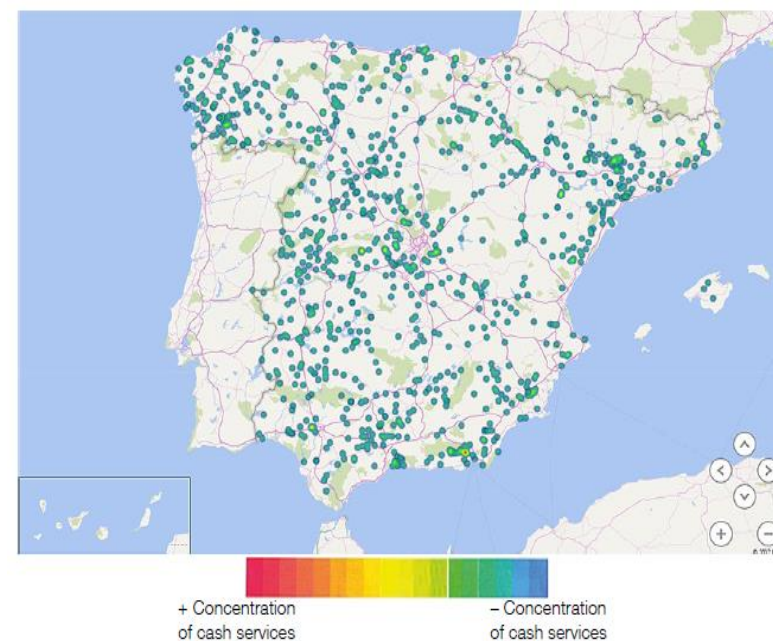 + Concentration
of cash services
– Concentration
of cash services